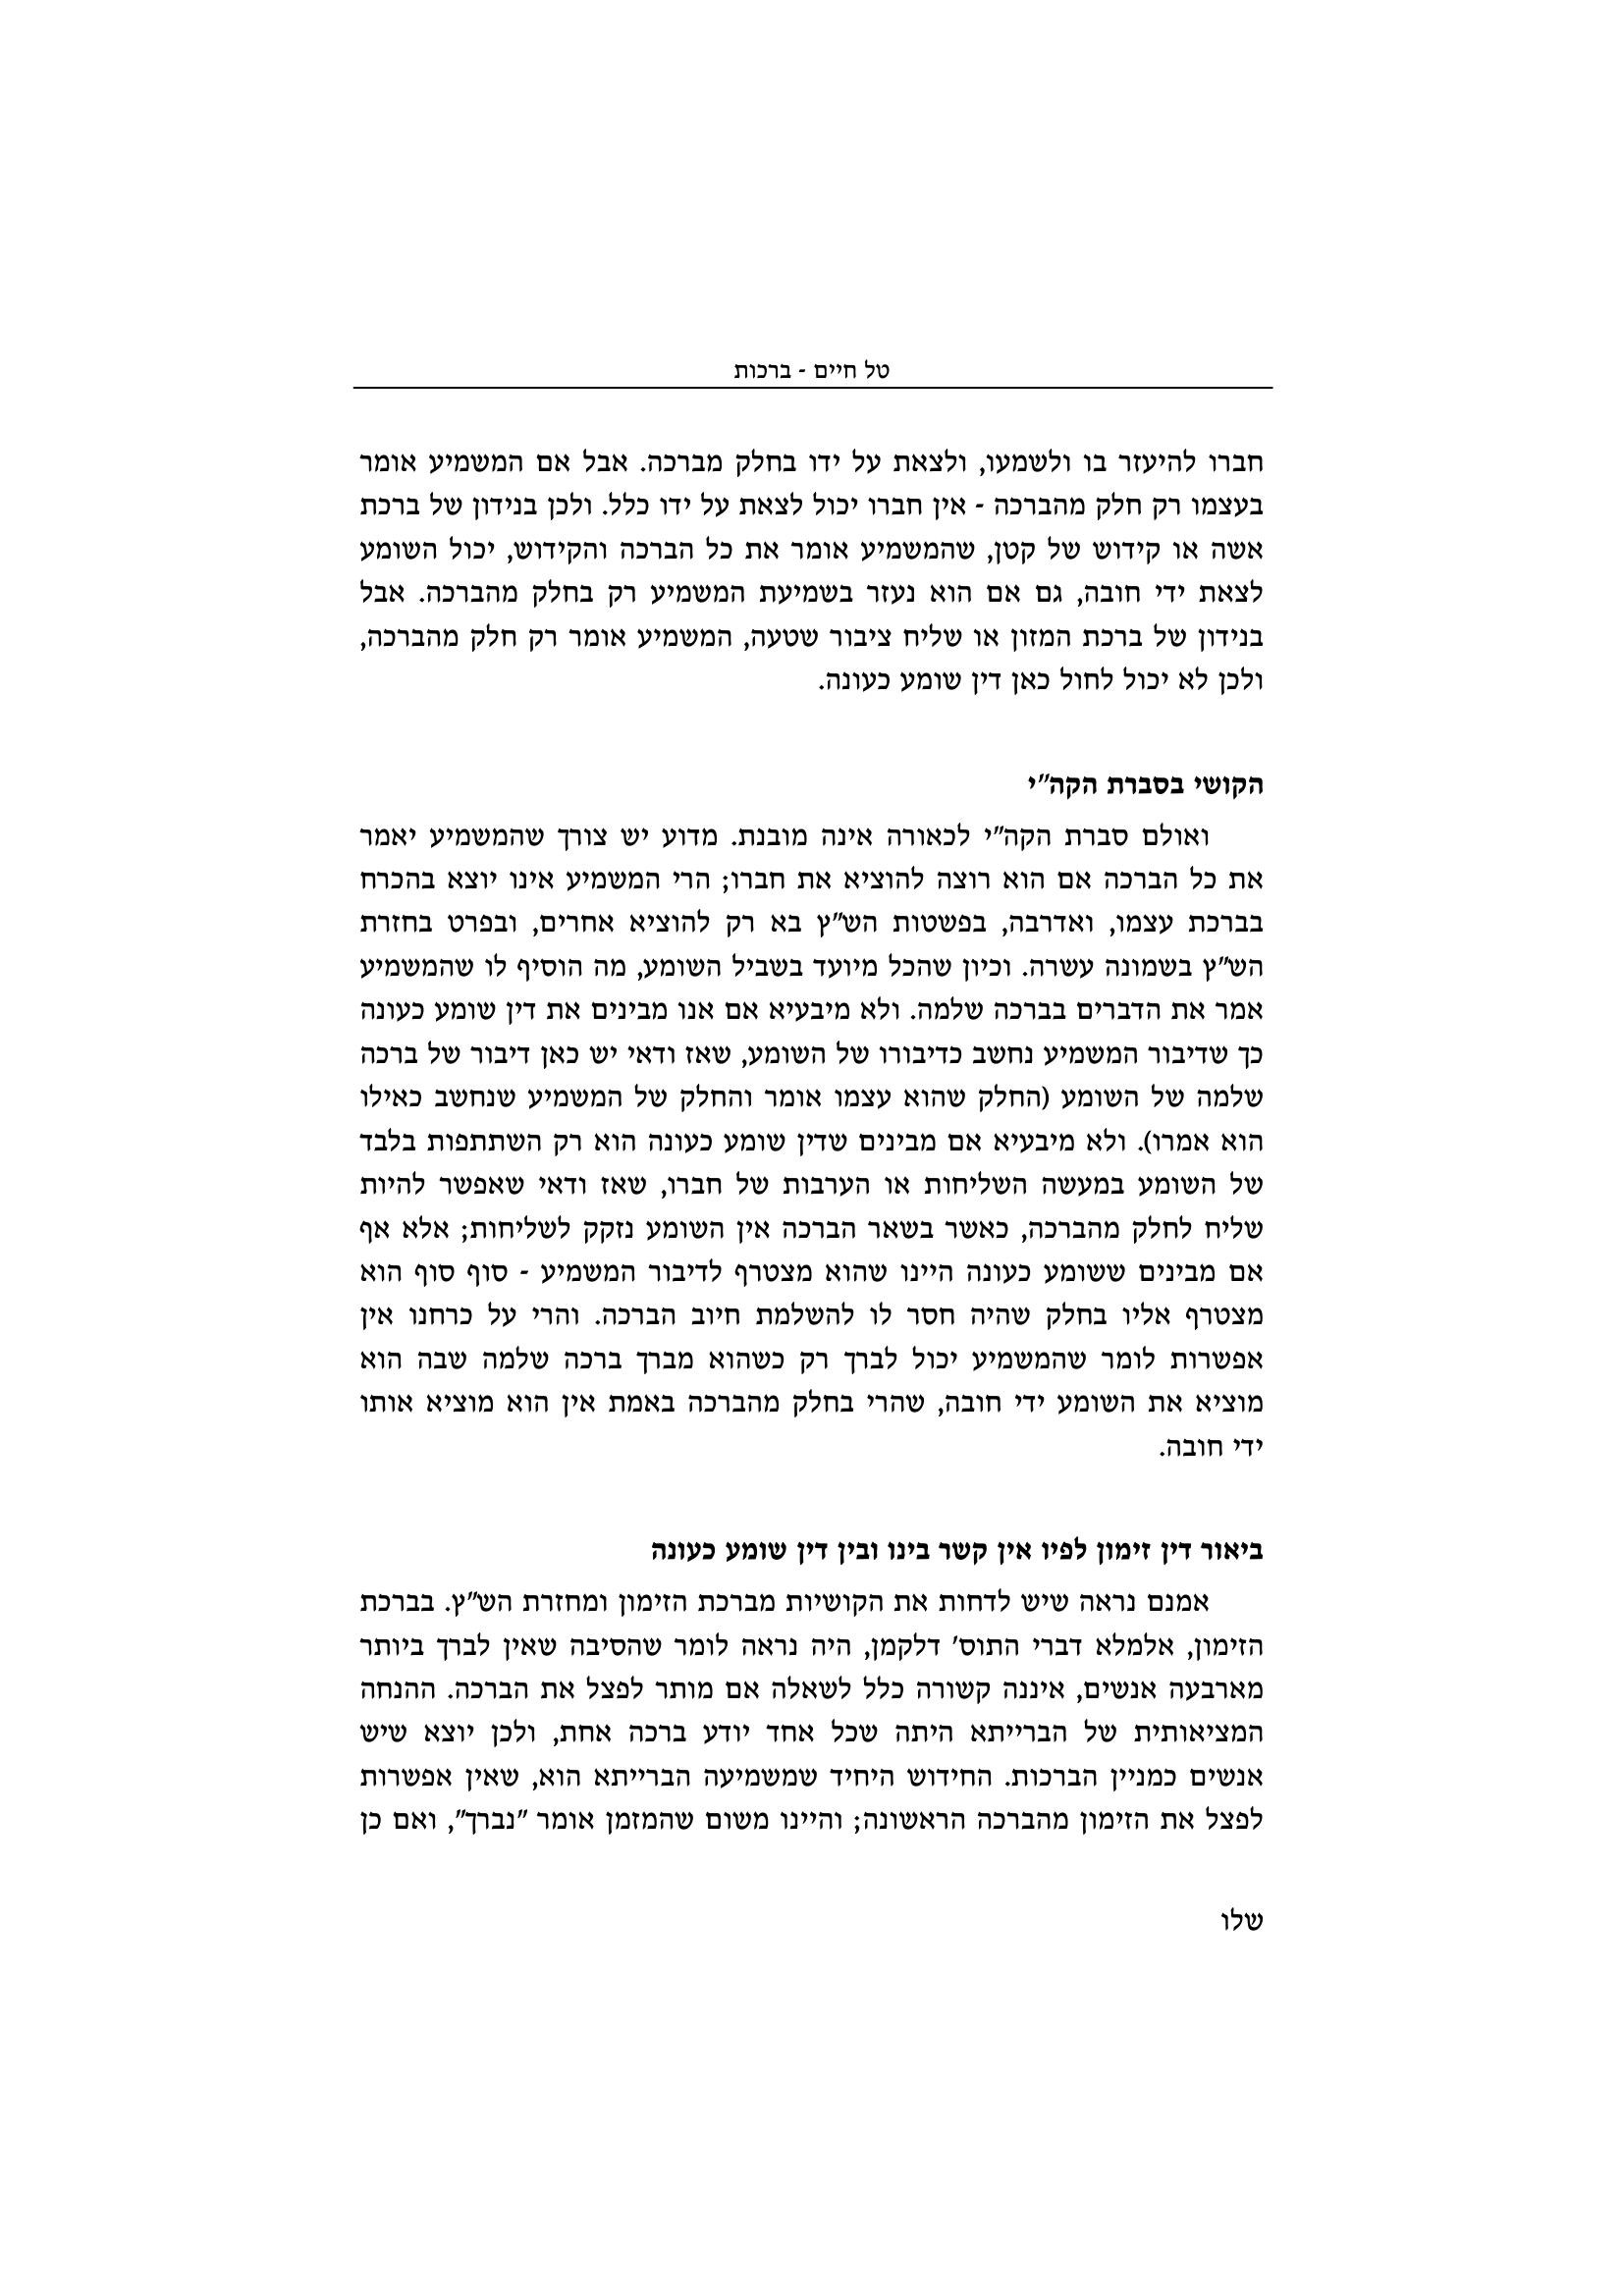 טל חיים - ברכות
חברו להיעזר בו ולשמעו, ולצאת על ידו בחלק מברכה. אבל אם המשמיע אומר
בעצמו רק חלק מהברכה - אין חברו יכול לצאת על ידו כלל. ולכן בנידון של ברכת
אשה או קידוש של קטן, שהמשמיע אומר את כל הברכה והקידוש, יכול השומע
לצאת ידי חובה, גם אם הוא נעזר בשמיעת המשמיע רק בחלק מהברכה. אבל
בנידון של ברכת המזון או שליח ציבור שטעה, המשמיע אומר רק חלק מהברכה,
ולכן לא יכול לחול כאן דין שומע כעונה.
הקושי בסברת הקה"י
ואולם סברת הקה"י לכאורה אינה מובנת. מדוע יש צורך שהמשמיע יאמר
את כל הברכה אם הוא רוצה להוציא את חברו; הרי המשמיע אינו יוצא בהכרח
בברכת עצמו, ואדרבה, בפשטות הש"ץ בא רק להוציא אחרים, ובפרט בחזרת
הש"ץ בשמונה עשרה. וכיון שהכל מיועד בשביל השומע, מה הוסיף לו שהמשמיע
אמר את הדברים בברכה שלמה. ולא מיבעיא אם אנו מבינים את דין שומע כעונה
כך שדיבור המשמיע נחשב כדיבורו של השומע, שאז ודאי יש כאן דיבור של ברכה
שלמה של השומע (החלק שהוא עצמו אומר והחלק של המשמיע שנחשב כאילו
הוא אמרו). ולא מיבעיא אם מבינים שדין שומע כעונה הוא רק השתתפות בלבד
של השומע במעשה השליחות או הערבות של חברו, שאז ודאי שאפשר להיות
שליח לחלק מהברכה, כאשר בשאר הברכה אין השומע נזקק לשליחות; אלא אף
אם מבינים ששומע כעונה היינו שהוא מצטרף לדיבור המשמיע - סוף סוף הוא
מצטרף אליו בחלק שהיה חסר לו להשלמת חיוב הברכה. והרי על כרחנו אין
אפשרות לומר שהמשמיע יכול לברך רק כשהוא מברך ברכה שלמה שבה הוא
מוציא את השומע ידי חובה, שהרי בחלק מהברכה באמת אין הוא מוציא אותו
ידי חובה.
ביאור דין זימון לפיו אין קשר בינו ובין דין שומע כעונה
אמנם נראה שיש לדחות את הקושיות מברכת הזימון ומחזרת הש"ץ. בברכת
הזימון, אלמלא דברי התוס' דלקמן, היה נראה לומר שהסיבה שאין לברך ביותר
מארבעה אנשים, איננה קשורה כלל לשאלה אם מותר לפצל את הברכה. ההנחה
המציאותית של הברייתא היתה שכל אחד יודע ברכה אחת, ולכן יוצא שיש
אנשים כמניין הברכות. החידוש היחיד שמשמיעה הברייתא הוא, שאין אפשרות
לפצל את הזימון מהברכה הראשונה; והיינו משום שהמזמן אומר "נברך", ואם כן
שלו